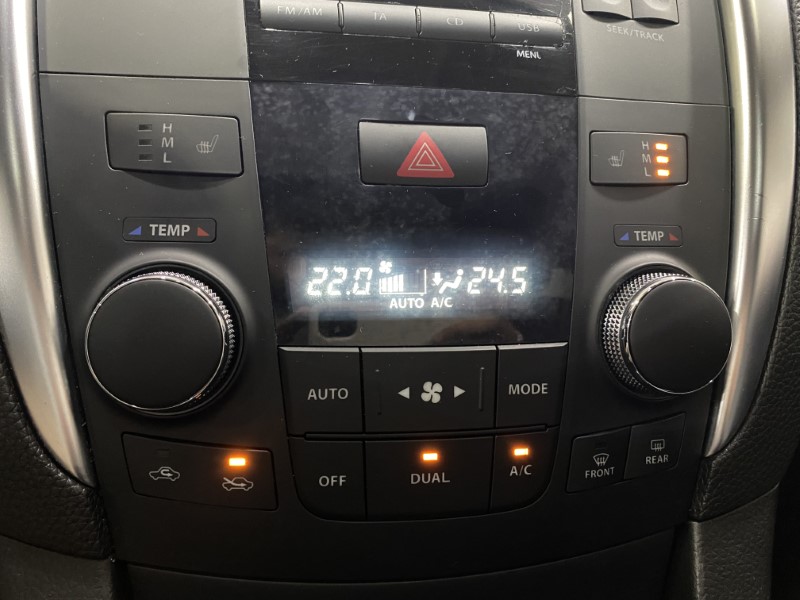 FM/AM TA CD USB
MENU
SEEK/TRACK
H
M
L
H
M
L
TEMP
TEMP
22.0 24.5
AUTO A/C
AUTO
MODE
OFF
DUAL
A/C
FRONT
REAR